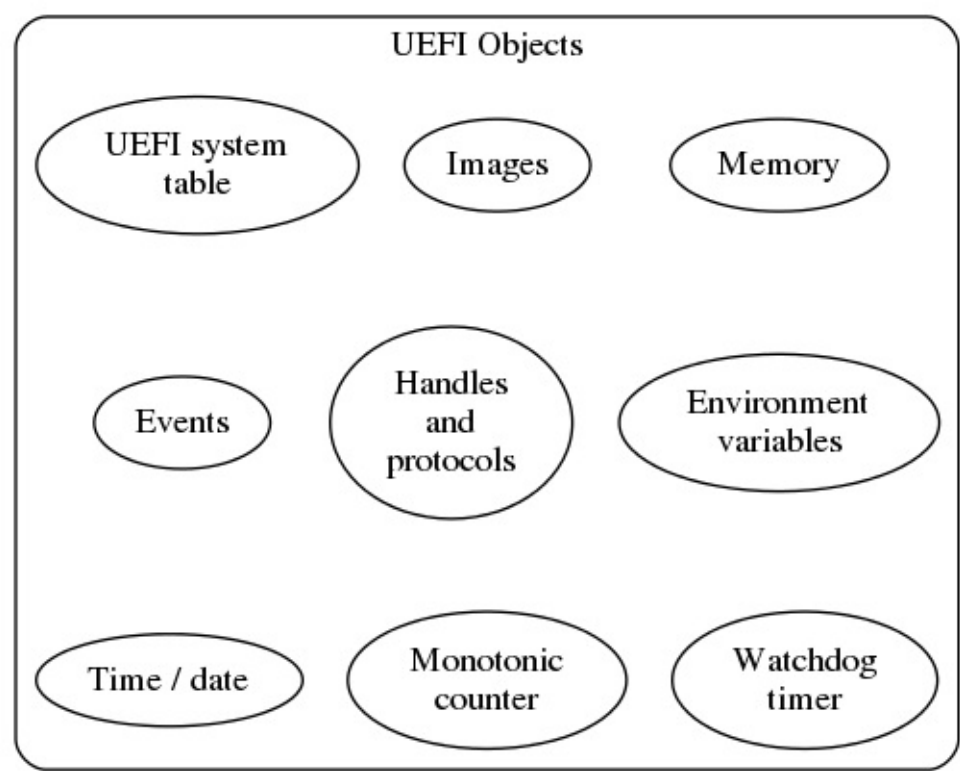 UEFI Objects
UEFI system
table
Images
Memory
Events
Handles
and
protocols
Environment
variables
Time / date
Monotonic
counter
Watchdog
timer